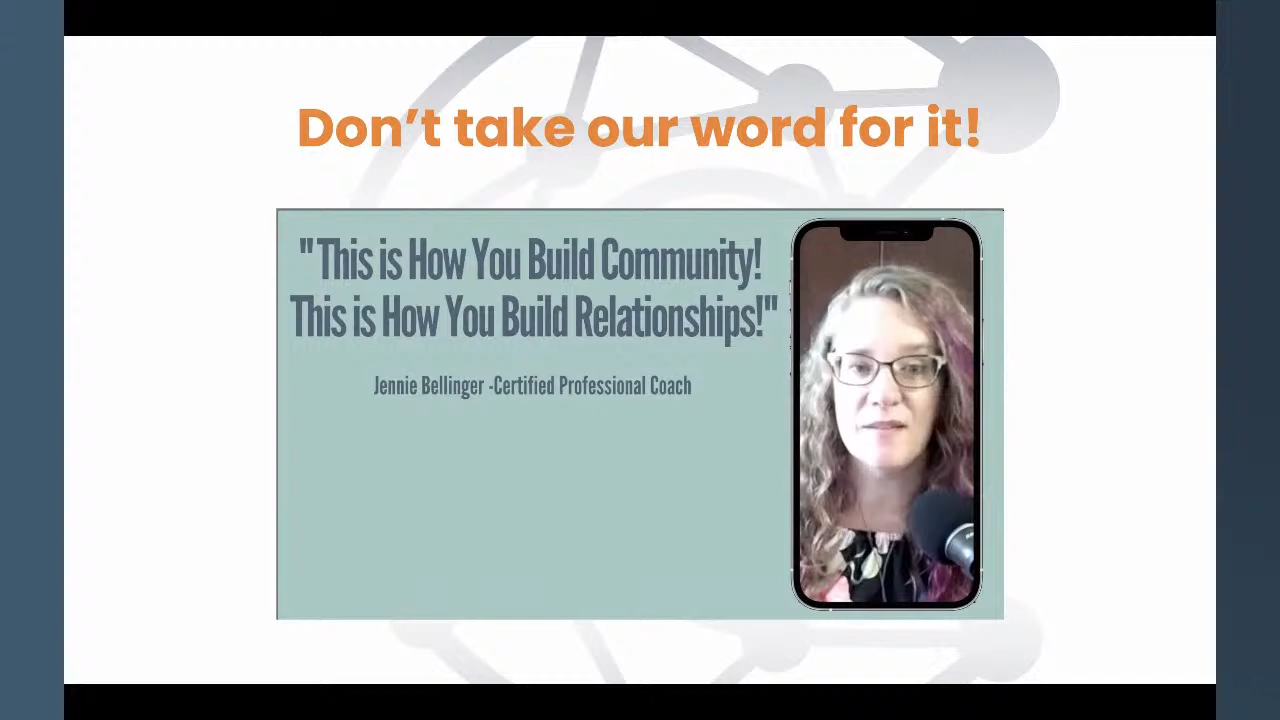 Don’t take our word for it!
"This is How You Build Community!
This is How You Build Relationships!"
Jennie Bellinger -Certified Professional Coach